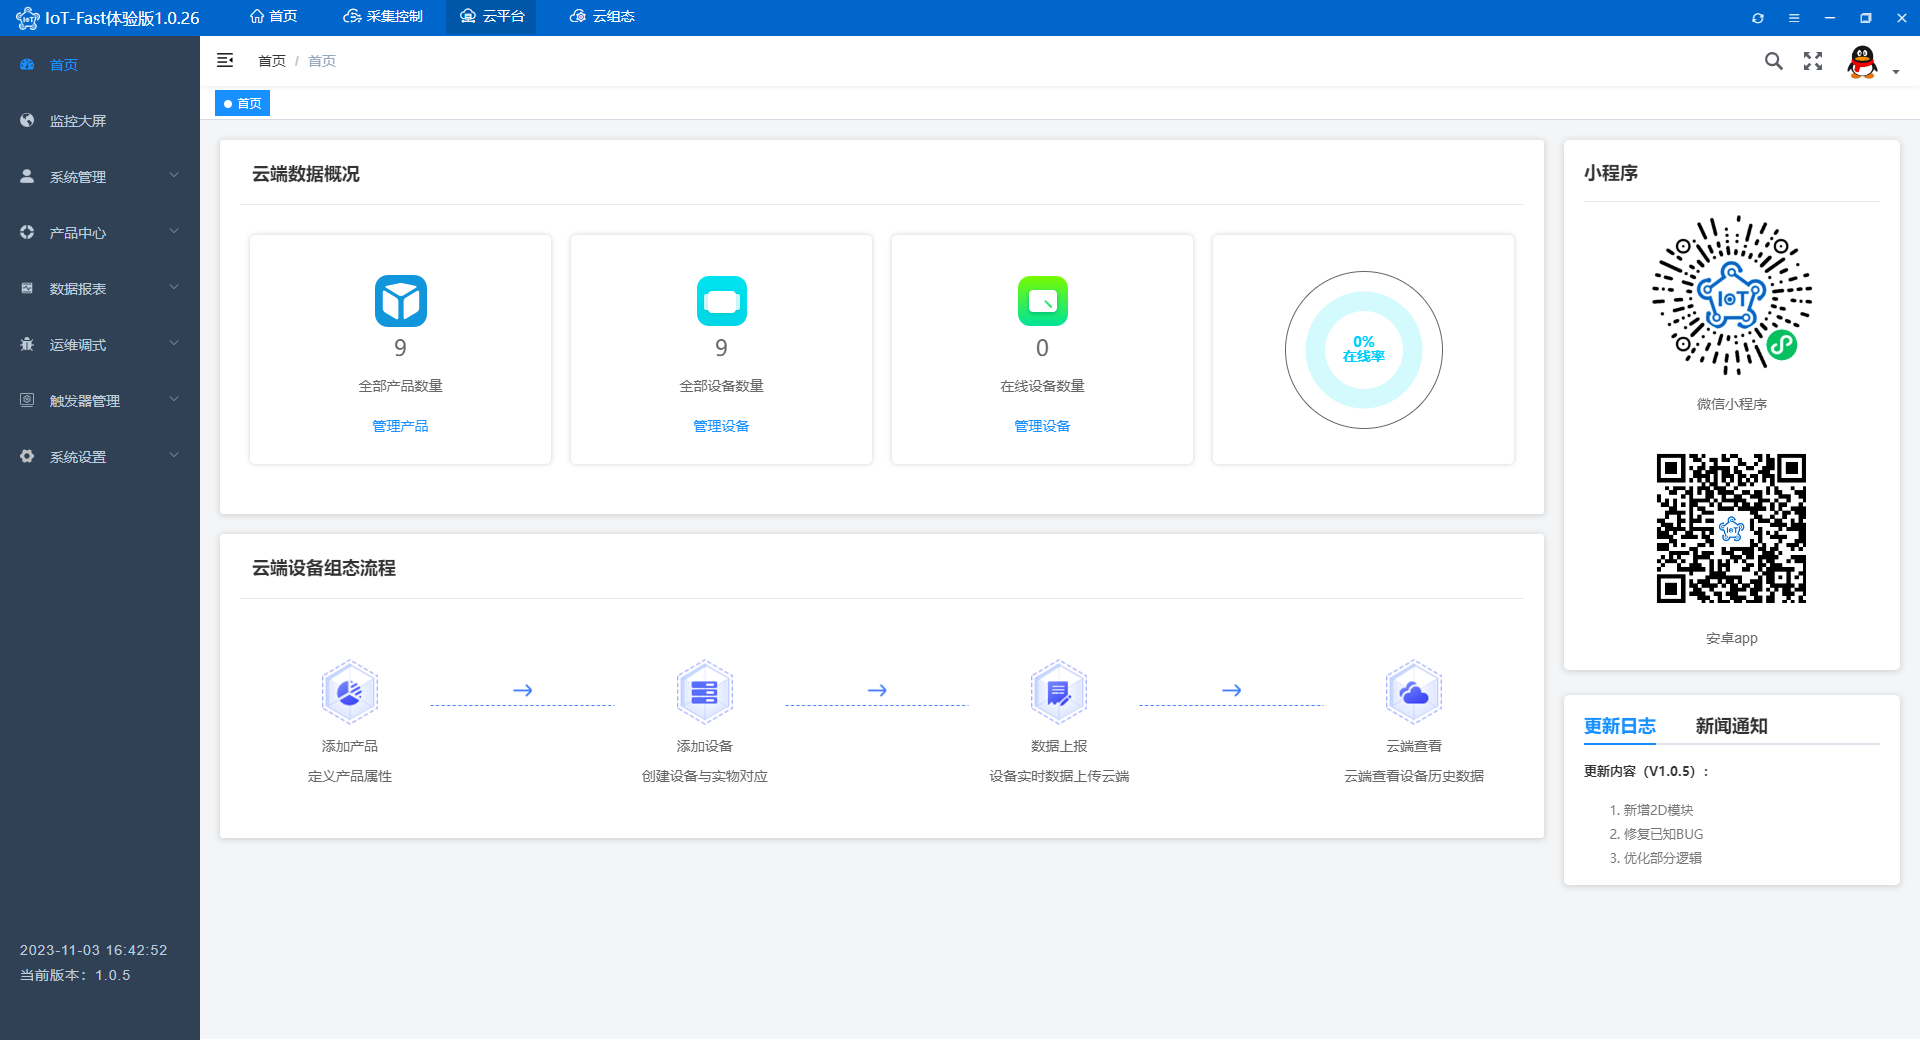 IoT-Fast体验版1.0.26
首页
采集控制
云平台
云组态
首页
监控大屏
系统管理
产品中心
数据报表
运维调式
触发器管理
系统设置
2023-11-03 16:42:52
当前版本：1.0.5
首页 / 首页
首页
云端数据概况
9
全部产品数量
管理产品
9
全部设备数量
管理设备
0
在线设备数量
管理设备
0%
在线率
云端设备组态流程
添加产品
定义产品属性
添加设备
创建设备与实物对应
数据上报
设备实时数据上传云端
云端查看
云端查看设备历史数据
小程序
IoT
微信小程序
IoT
安卓app
更新日志
新闻通知
更新内容（V1.0.5）：
1. 新增2D模块
2. 修复已知BUG
3. 优化部分逻辑